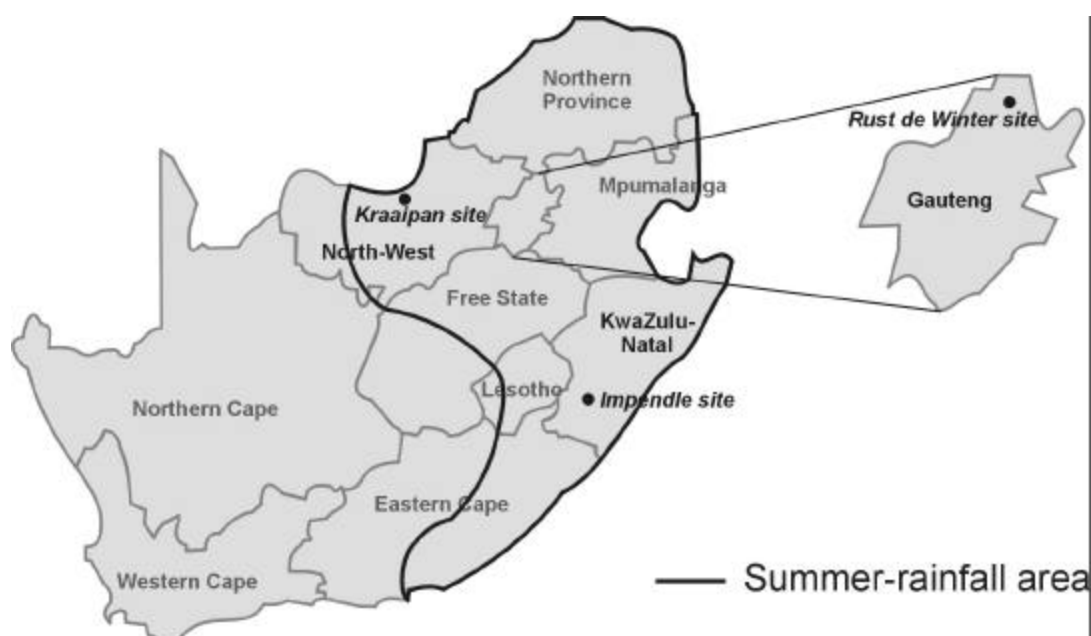 Northern
Province
Rust de Winter site
Mpumalanga
Gauteng
Kraaipan site
North-West
Free State
KwaZulu-
Natal
Lesotho
Impendle site
Northern Cape
Eastern Cape
Western Cape
Summer-rainfall area